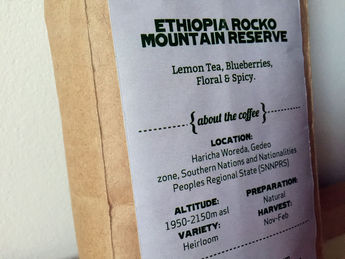 ETHIOPIA ROCKO
MOUNTAIN RESERVE
Lemon Tea, Blueberries,
Floral & Spicy.
{about the coffee}
LOCATION:
Haricha Woreda, Gedeo
zone, Southern Nations and Nationalities
Peoples Regional State (SNNPRS)
ALTITUDE:
1950-2150m asl
VARIETY:
Heirloom
PREPARATION:
Natural
HARVEST:
Nov-Feb